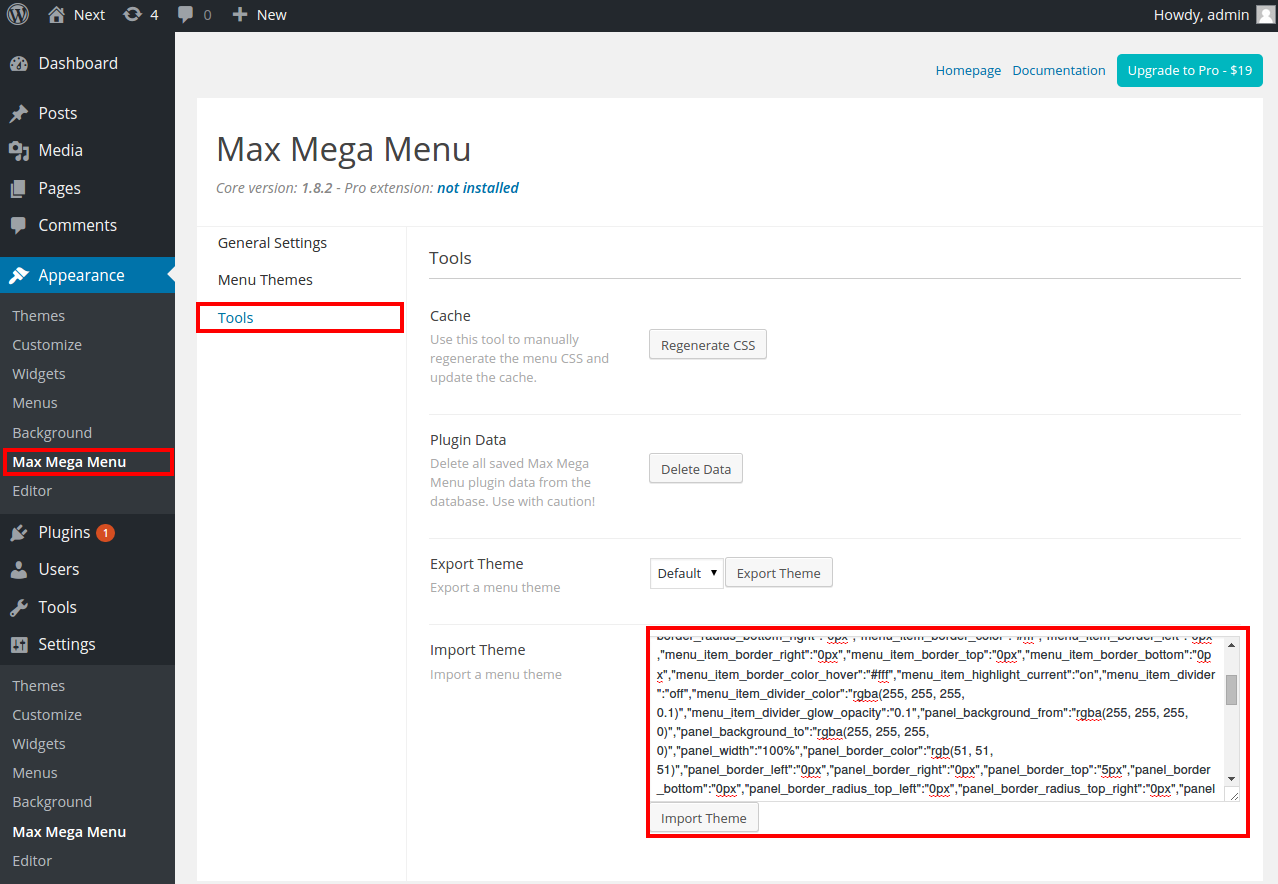 Next 4 0 New Howdy, admin
Dashboard
Posts
Media
Pages
Comments
Appearance
Themes
Customize
Widgets
Menus
Background
Max Mega Menu
Editor
Plugins 1
Users
Tools
Settings
Themes
Customize
Widgets
Menus
Background
Max Mega Menu
Editor
Homepage Documentation Upgrade to Pro - $19
Max Mega Menu
Core version: 1.8.2 - Pro extension: not installed
General Settings
Menu Themes
Tools
Tools
Cache
Use this tool to manually
regenerate the menu CSS and
update the cache.
Regenerate CSS
Plugin Data
Delete all saved Max Mega
Menu plugin data from the
database. Use with caution!
Delete Data
Export Theme
Export a menu theme
Default Export Theme
Import Theme
Import a menu theme
border_radius_bottom_right":"0px","menu_item_border_color":"#fff","menu_item_border_left":"0px"
,"menu_item_border_right":"0px","menu_item_border_top":"0px","menu_item_border_bottom":"0p
x","menu_item_border_color_hover":"#fff","menu_item_highlight_current":"on","menu_item_divider
":"off","menu_item_divider_color":"rgba(255, 255, 255,
0.1)","menu_item_divider_glow_opacity":"0.1","panel_background_from":"rgba(255, 255, 255,
0)","panel_background_to":"rgba(255, 255, 255,
0)","panel_width":"100%","panel_border_color":"rgb(51, 51,
51)","panel_border_left":"0px","panel_border_right":"0px","panel_border_top":"5px","panel_border
_bottom":"0px","panel_border_radius_top_left":"0px","panel_border_radius_top_right":"0px","panel
Import Theme